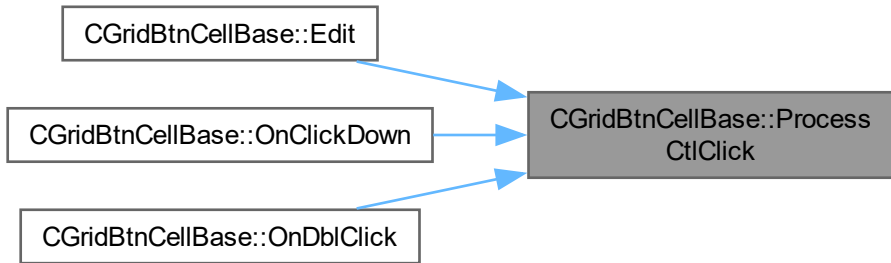 CGridBtnCellBase::Edit
CGridBtnCellBase::OnClickDown
CGridBtnCellBase::OnDblClick
CGridBtnCellBase::Process
CtlClick